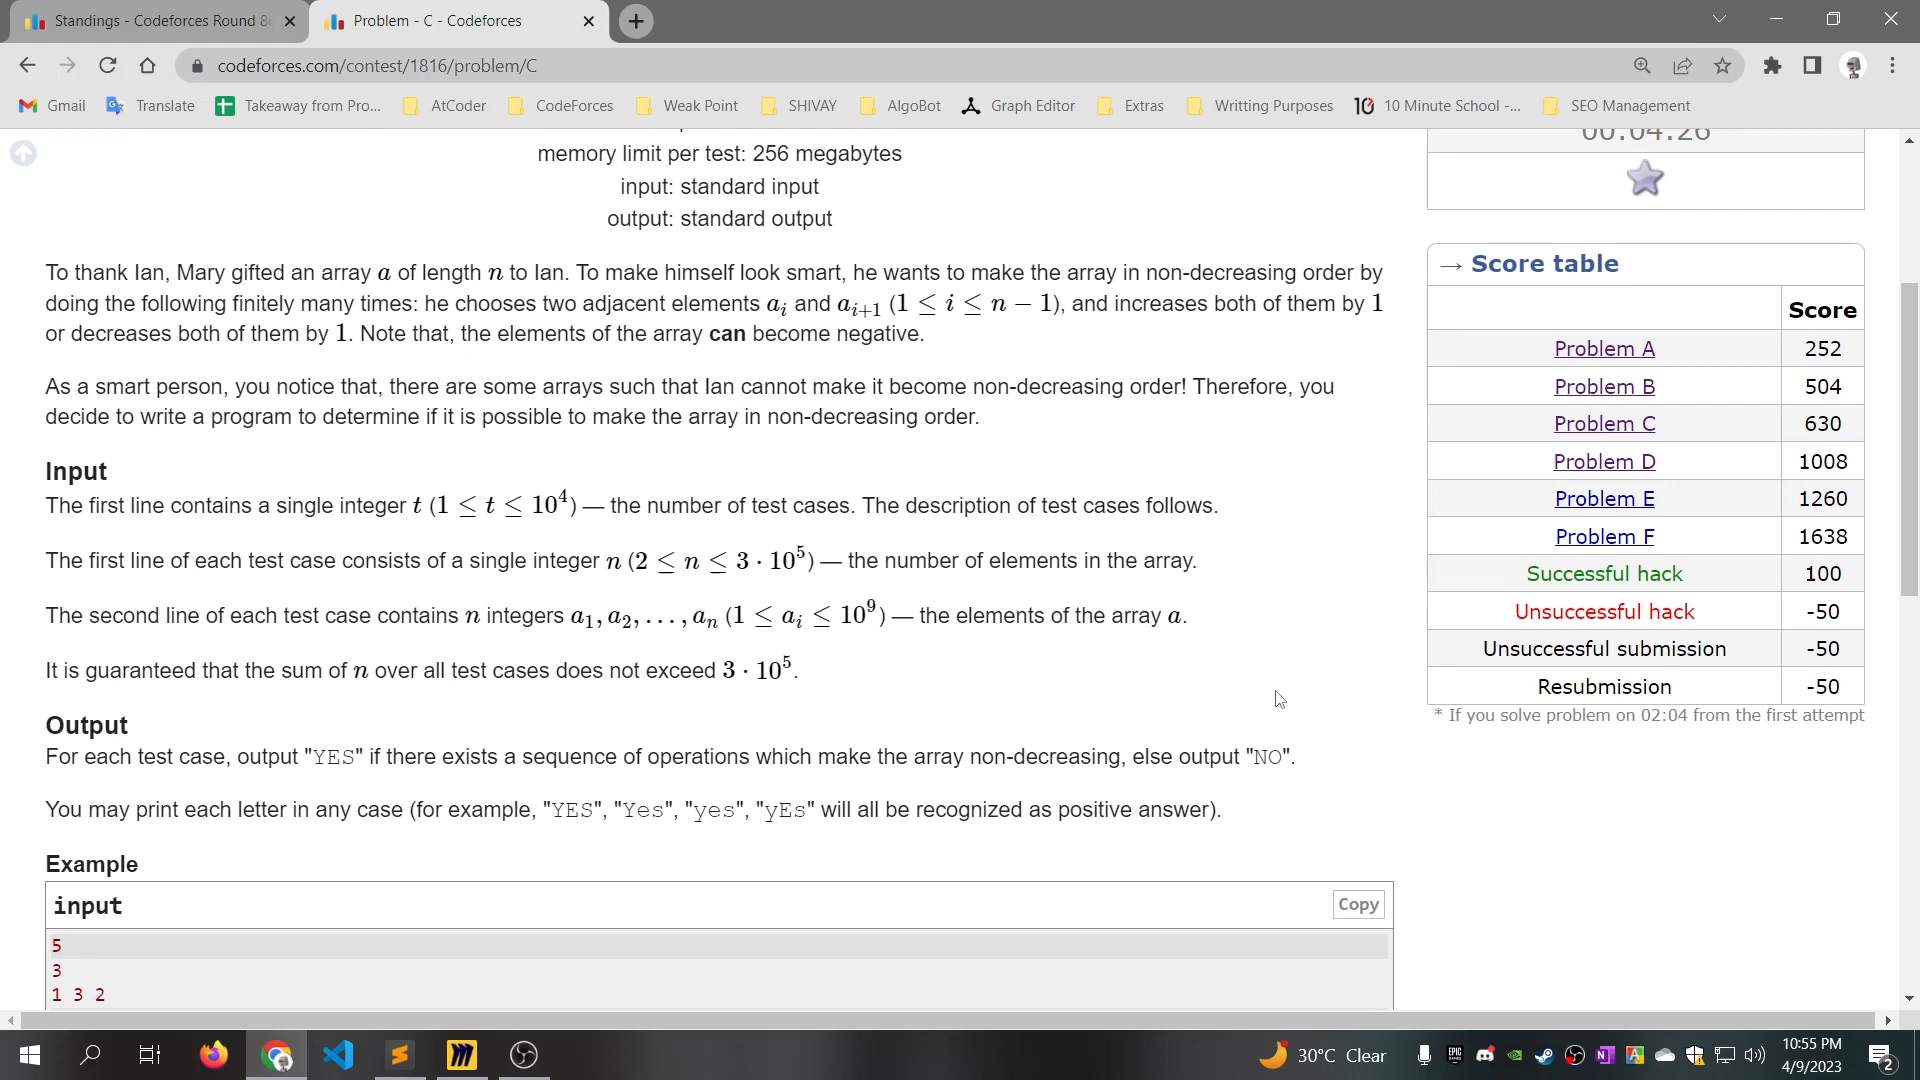 Standings - Codeforces Round 86
Problem - C - Codeforces
codeforces.com/contest/1816/problem/C
Gmail
Translate
Takeaway from Pro...
AtCoder
CodeForces
Weak Point
SHIVAY
AlgoBot
Graph Editor
Extras
Writting Purposes
10 Minute School -...
SEO Management
memory limit per test: 256 megabytes
input: standard input
output: standard output
To thank Ian, Mary gifted an array a of length n to Ian. To make himself look smart, he wants to make the array in non-decreasing order by
doing the following finitely many times: he chooses two adjacent elements aᵢ and aᵢ₊₁ (1 ≤ i ≤ n − 1), and increases both of them by 1
or decreases both of them by 1. Note that, the elements of the array can become negative.
As a smart person, you notice that, there are some arrays such that Ian cannot make it become non-decreasing order! Therefore, you
decide to write a program to determine if it is possible to make the array in non-decreasing order.
Input
The first line contains a single integer t (1 ≤ t ≤ 10⁴) — the number of test cases. The description of test cases follows.
The first line of each test case consists of a single integer n (2 ≤ n ≤ 3 · 10⁵) — the number of elements in the array.
The second line of each test case contains n integers a₁, a₂, . . . , aₙ (1 ≤ aᵢ ≤ 10⁹) — the elements of the array a.
It is guaranteed that the sum of n over all test cases does not exceed 3 · 10⁵.
Output
For each test case, output "YES" if there exists a sequence of operations which make the array non-decreasing, else output "NO".
You may print each letter in any case (for example, "YES", "Yes", "yes", "yEs" will all be recognized as positive answer).
Example
input
Copy
5
3
1 3 2
00:04:26
→ Score table
Score
Problem A 252
Problem B 504
Problem C 630
Problem D 1008
Problem E 1260
Problem F 1638
Successful hack 100
Unsuccessful hack -50
Unsuccessful submission -50
Resubmission -50
* If you solve problem on 02:04 from the first attempt
30°C Clear
10:55 PM
4/9/2023
2